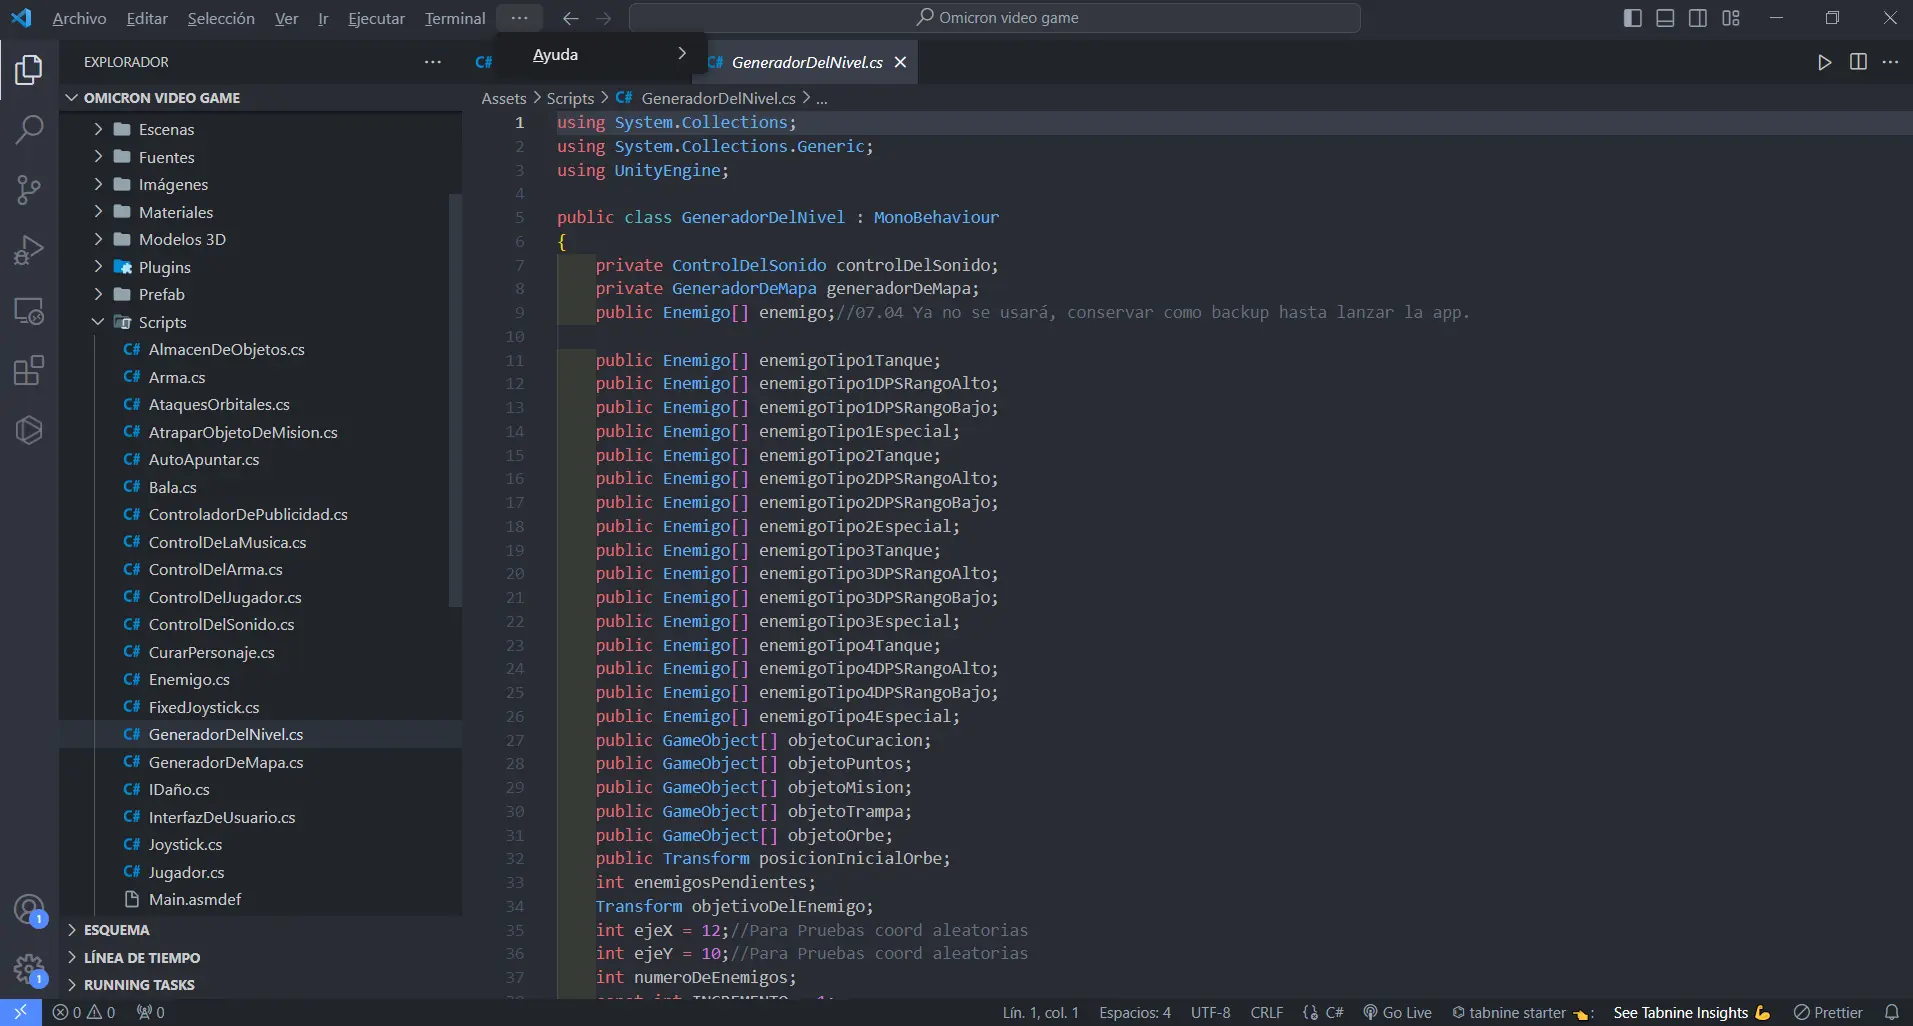 Archivo Editar Selección Ver Ir Ejecutar Terminal ··· Omicron video game
Ayuda
EXPLORADOR ···
C# C# GeneradorDelNivel.cs
OMICRON VIDEO GAME
Escenas
Fuentes
Imágenes
Materiales
Modelos 3D
Plugins
Prefab
Scripts
C# AlmacenDeObjetos.cs
C# Arma.cs
C# AtaquesOrbitales.cs
C# AtraparObjetoDeMision.cs
C# AutoApuntar.cs
C# Bala.cs
C# ControladorDePublicidad.cs
C# ControlDeLaMusica.cs
C# ControlDelArma.cs
C# ControlDelJugador.cs
C# ControlDelSonido.cs
C# CurarPersonaje.cs
C# Enemigo.cs
C# FixedJoystick.cs
C# GeneradorDelNivel.cs
C# GeneradorDeMapa.cs
C# IDaño.cs
C# InterfazDeUsuario.cs
C# Joystick.cs
C# Jugador.cs
Main.asmdef
ESQUEMA
LÍNEA DE TIEMPO
RUNNING TASKS
1
1
Assets > Scripts > C# GeneradorDelNivel.cs > ...
1 using System.Collections;
2 using System.Collections.Generic;
3 using UnityEngine;
4
5 public class GeneradorDelNivel : MonoBehaviour
6 {
7 private ControlDelSonido controlDelSonido;
8 private GeneradorDeMapa generadorDeMapa;
9 public Enemigo[] enemigo;//07.04 Ya no se usará, conservar como backup hasta lanzar la app.
10
11 public Enemigo[] enemigoTipo1Tanque;
12 public Enemigo[] enemigoTipo1DPSRangoAlto;
13 public Enemigo[] enemigoTipo1DPSRangoBajo;
14 public Enemigo[] enemigoTipo1Especial;
15 public Enemigo[] enemigoTipo2Tanque;
16 public Enemigo[] enemigoTipo2DPSRangoAlto;
17 public Enemigo[] enemigoTipo2DPSRangoBajo;
18 public Enemigo[] enemigoTipo2Especial;
19 public Enemigo[] enemigoTipo3Tanque;
20 public Enemigo[] enemigoTipo3DPSRangoAlto;
21 public Enemigo[] enemigoTipo3DPSRangoBajo;
22 public Enemigo[] enemigoTipo3Especial;
23 public Enemigo[] enemigoTipo4Tanque;
24 public Enemigo[] enemigoTipo4DPSRangoAlto;
25 public Enemigo[] enemigoTipo4DPSRangoBajo;
26 public Enemigo[] enemigoTipo4Especial;
27 public GameObject[] objetoCuracion;
28 public GameObject[] objetoPuntos;
29 public GameObject[] objetoMision;
30 public GameObject[] objetoTrampa;
31 public GameObject[] objetoOrbe;
32 public Transform posicionInicialOrbe;
33 int enemigosPendientes;
34 Transform objetivoDelEnemigo;
35 int ejeX = 12;//Para Pruebas coord aleatorias
36 int ejeY = 10;//Para Pruebas coord aleatorias
37 int numeroDeEnemigos;
38 const int INCREMENTO = 1;
0 0 0 Lín. 1, col. 1 Espacios: 4 UTF-8 CRLF C# Go Live tabnine starter : See Tabnine Insights Prettier